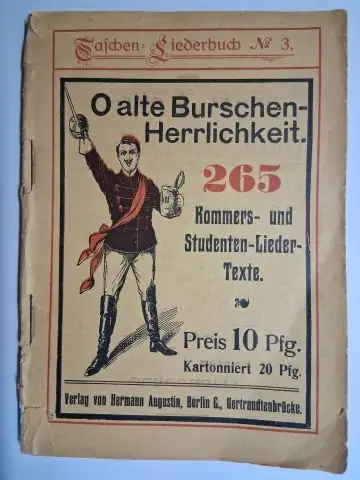 Taschen-Liederbuch № 3.
O alte Burschen-
Herrlichkeit.
265
Kommers- und
Studenten-Lieder-
Texte.
Preis 10 Pfg.
Kartonniert 20 Pfg.
Verlag von Hermann Augustin, Berlin C., Gertraudtenbrücke.